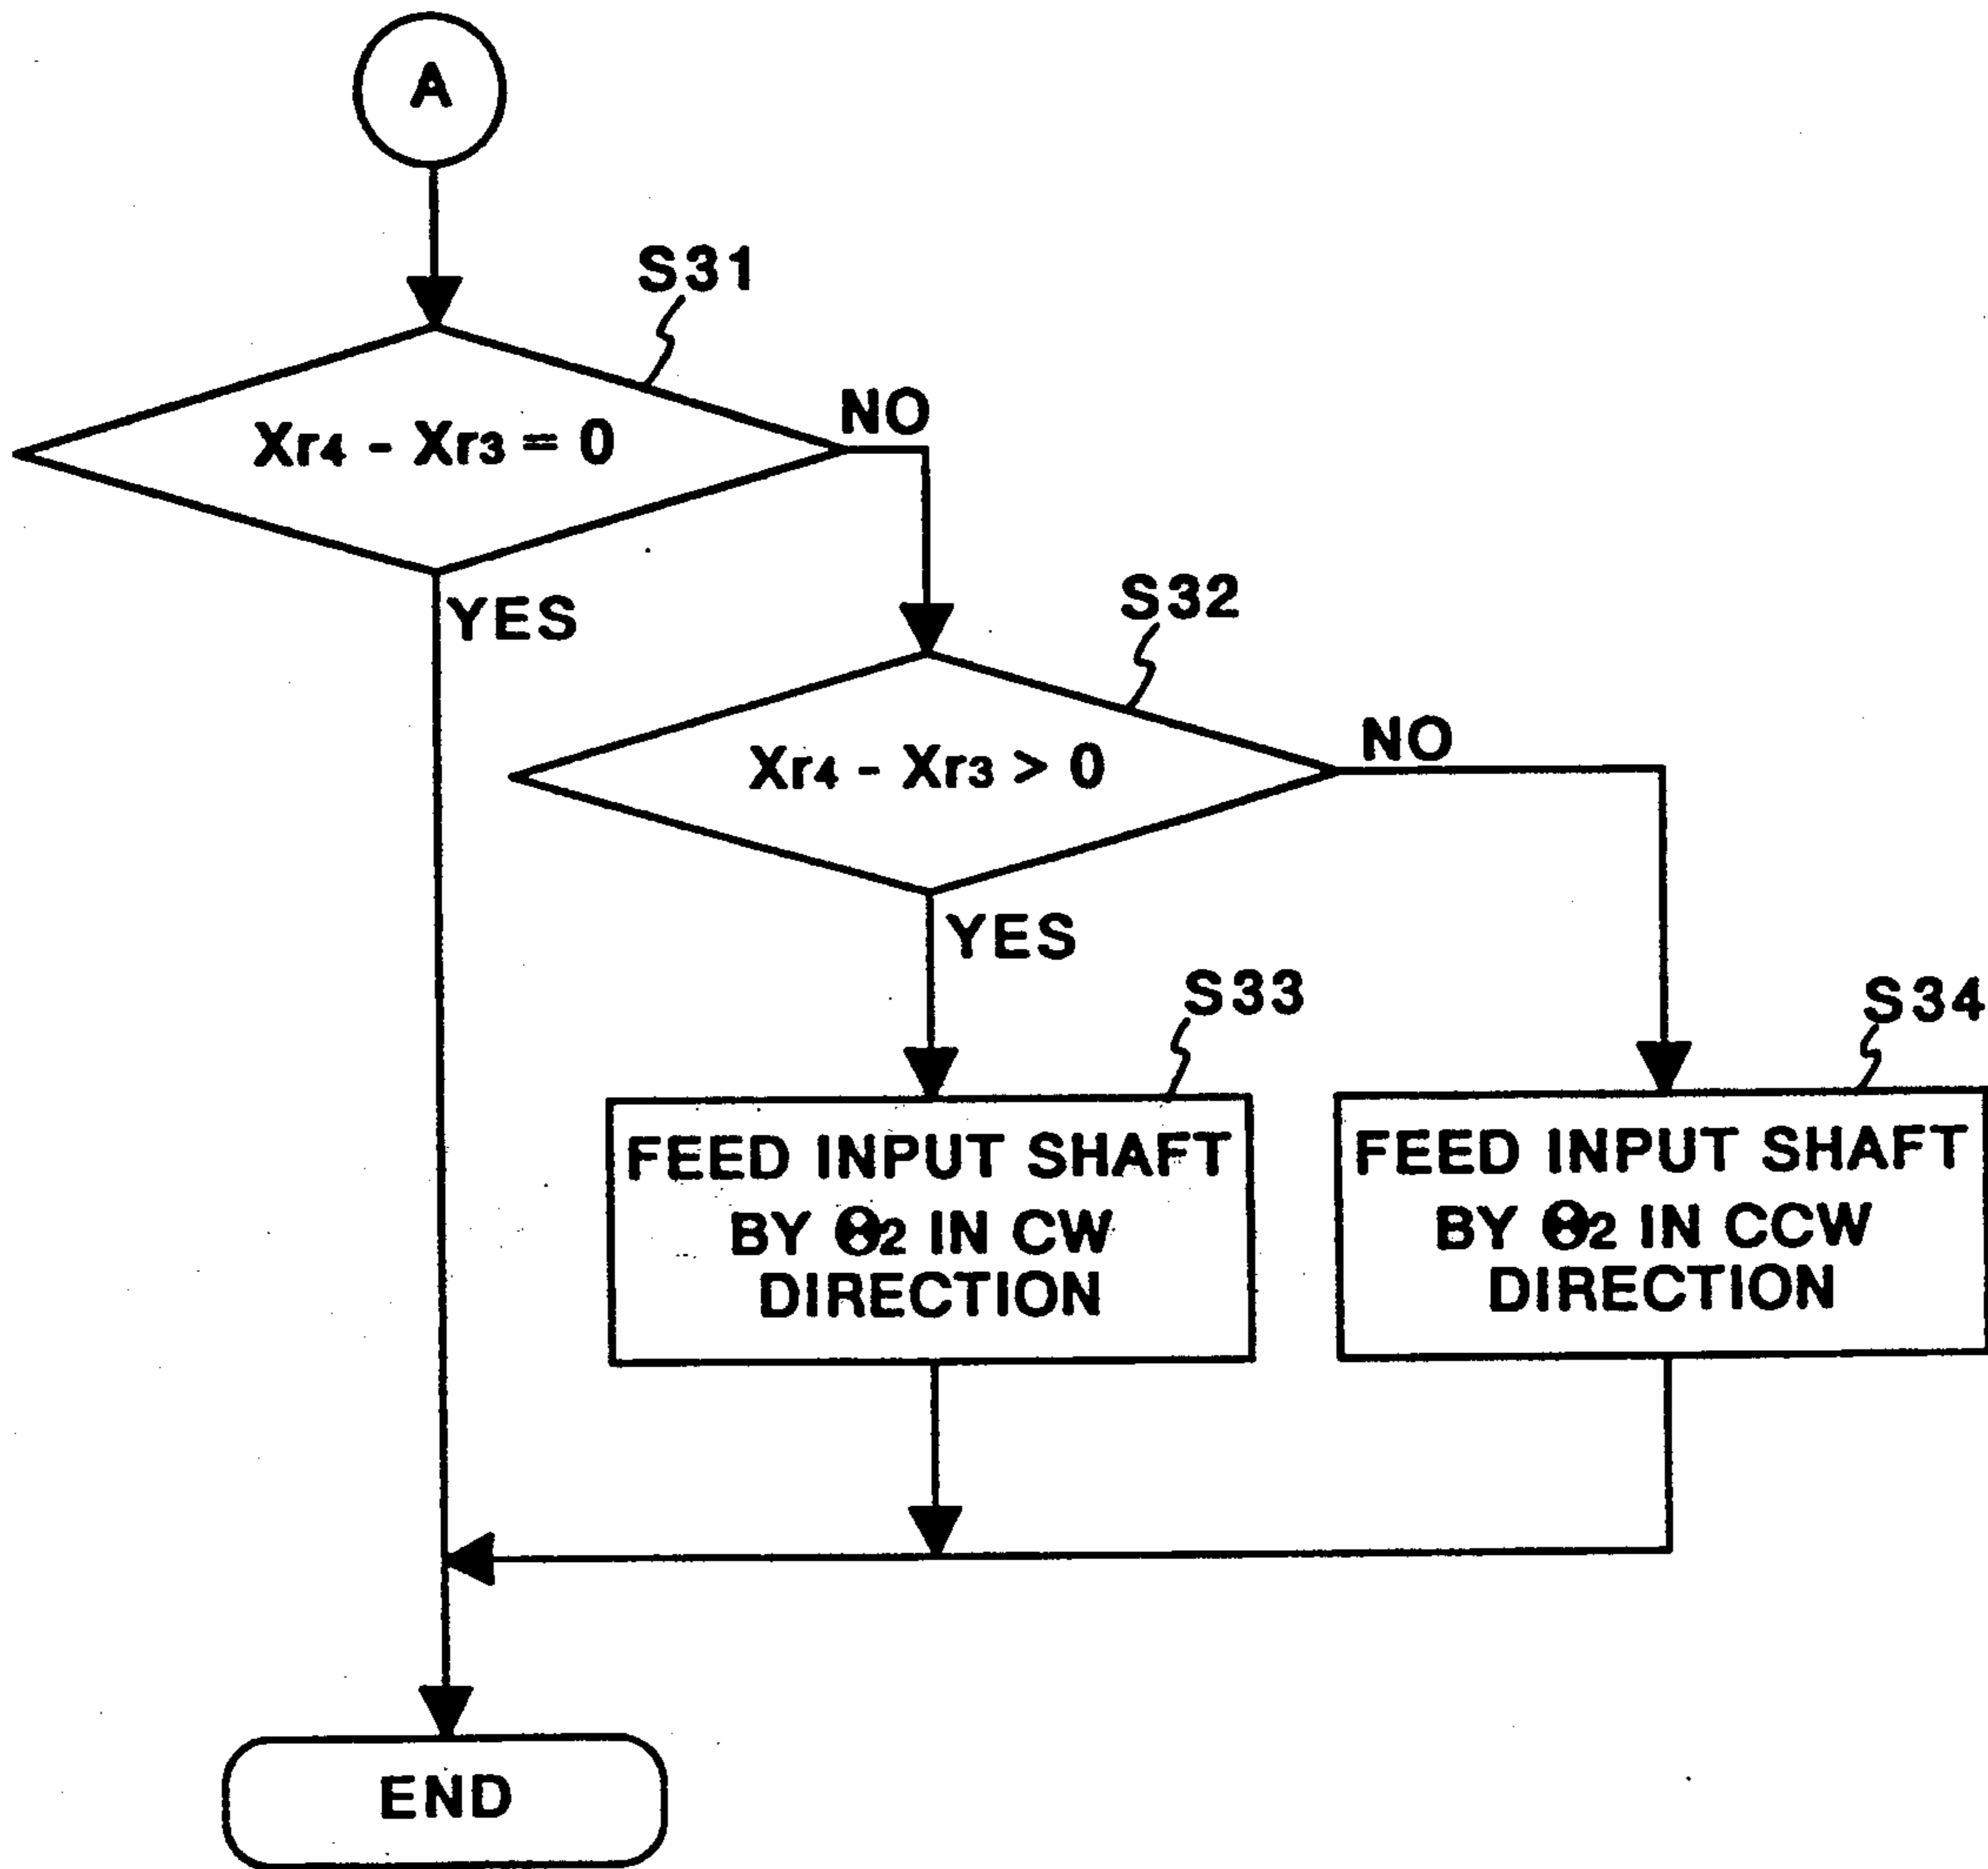 A
S31
Xr4 - Xr3 = 0
NO
YES
S32
Xr4 - Xr3 > 0
NO
YES
S33
FEED INPUT SHAFT
BY Θ2 IN CW
DIRECTION
S34
FEED INPUT SHAFT
BY Θ2 IN CCW
DIRECTION
END